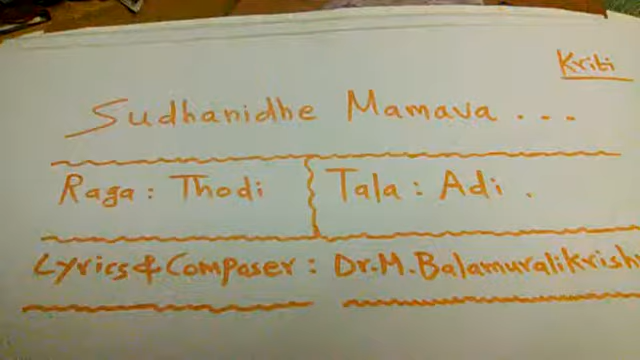 Kriti
Sudhanidhe Mamava ...
Raga : Thodi
Tala : Adi .
Lyrics & Composer : Dr. M. Balamuralikrish